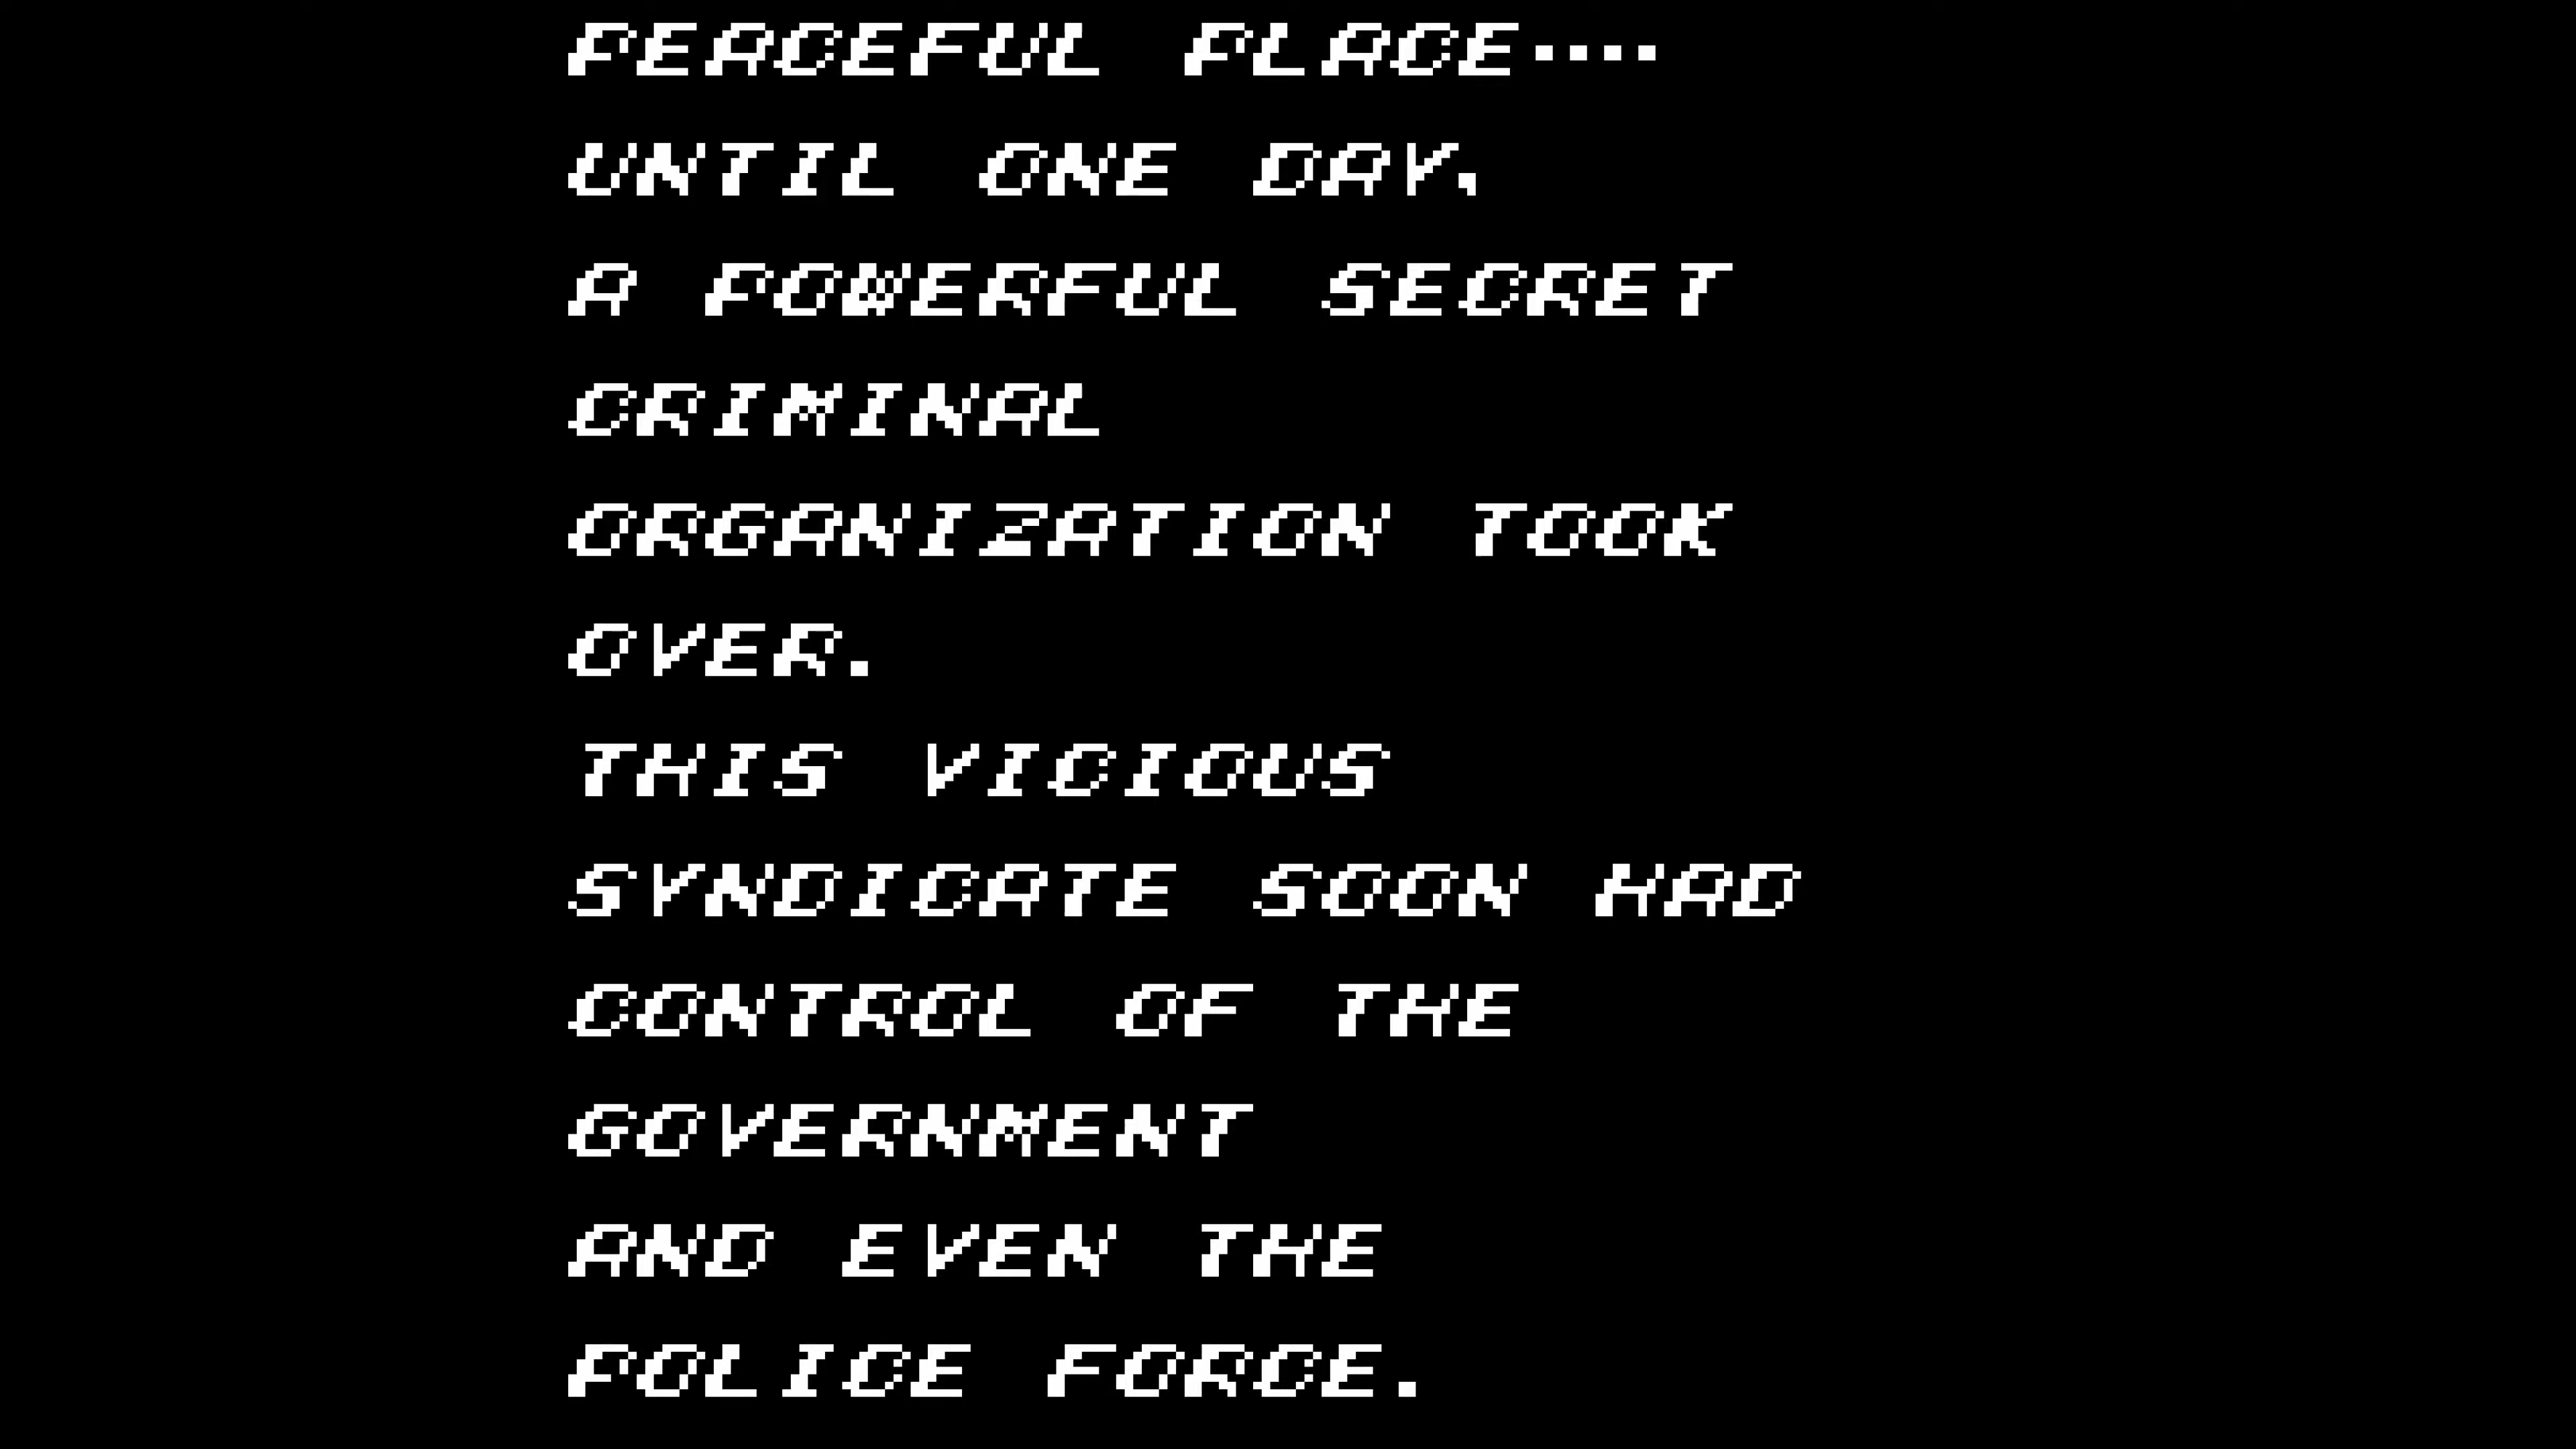 PEACEFUL PLACE....
UNTIL ONE DAY,
A POWERFUL SECRET
CRIMINAL
ORGANIZATION TOOK
OVER.
THIS VICIOUS
SYNDICATE SOON HAD
CONTROL OF THE
GOVERNMENT
AND EVEN THE
POLICE FORCE.